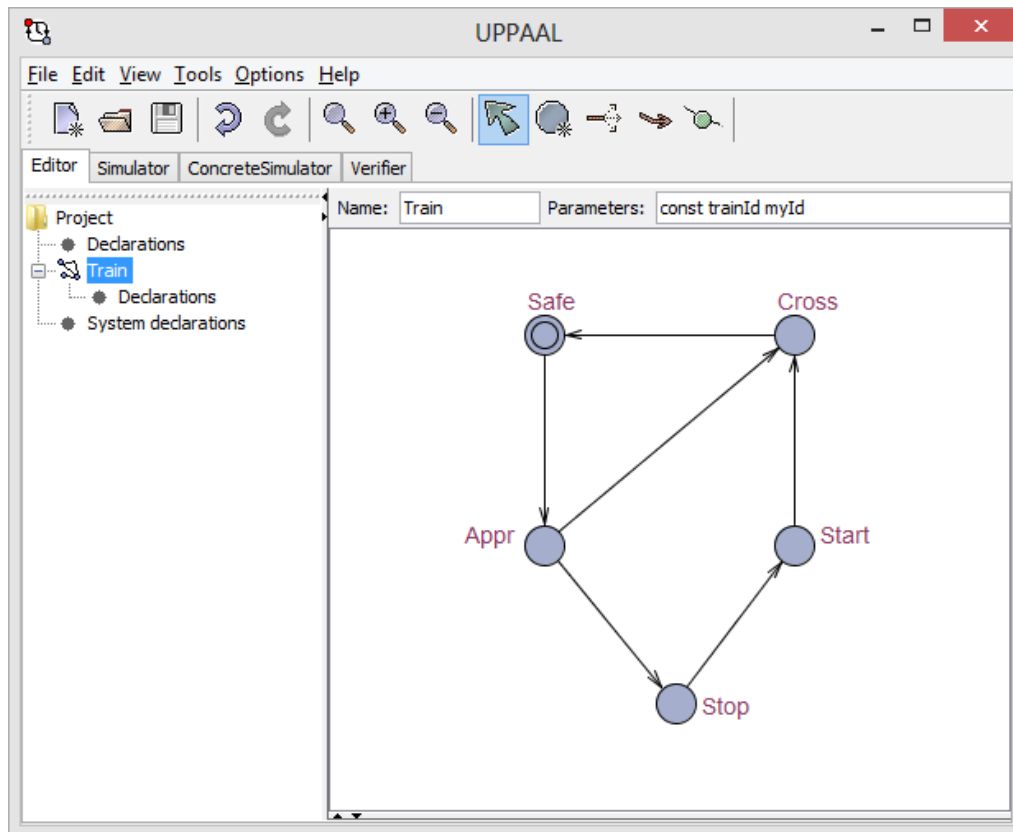 UPPAAL
File Edit View Tools Options Help
Editor Simulator ConcreteSimulator Verifier
Project
Declarations
Train
Declarations
System declarations
Name: Train Parameters: const trainId myId
Safe Cross
Appr Start
Stop